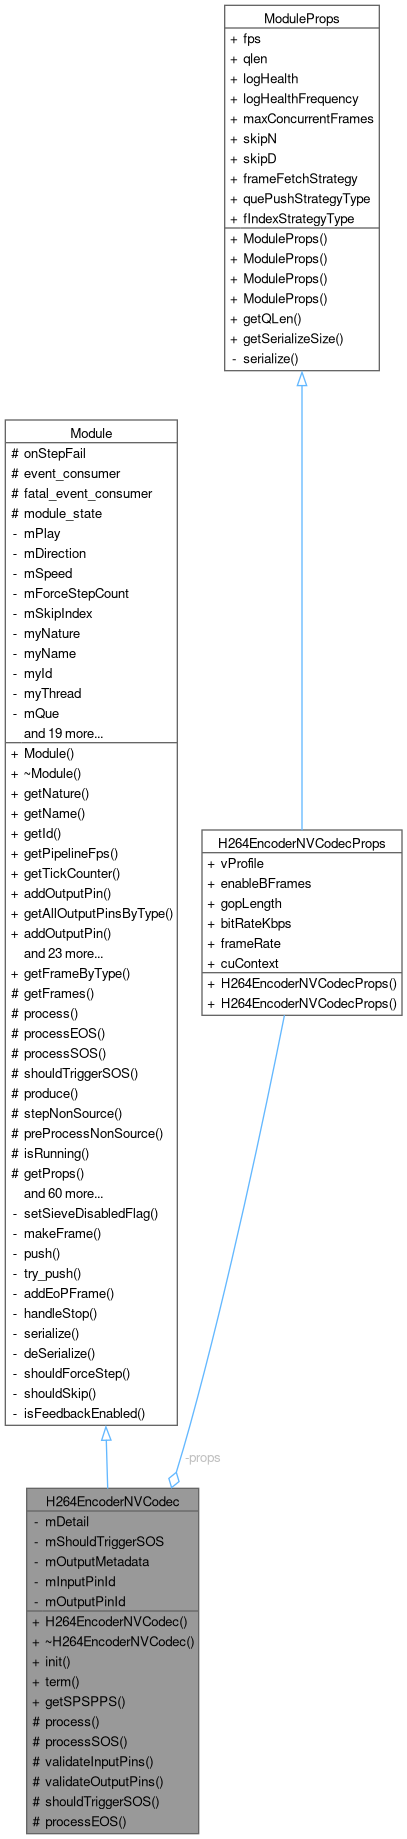 ModuleProps
+ fps
+ qlen
+ logHealth
+ logHealthFrequency
+ maxConcurrentFrames
+ skipN
+ skipD
+ frameFetchStrategy
+ quePushStrategyType
+ fIndexStrategyType
+ ModuleProps()
+ ModuleProps()
+ ModuleProps()
+ ModuleProps()
+ getQLen()
+ getSerializeSize()
- serialize()
Module
# onStepFail
# event_consumer
# fatal_event_consumer
# module_state
- mPlay
- mDirection
- mSpeed
- mForceStepCount
- mSkipIndex
- myNature
- myName
- myId
- myThread
- mQue
and 19 more...
+ Module()
+ ~Module()
+ getNature()
+ getName()
+ getId()
+ getPipelineFps()
+ getTickCounter()
+ addOutputPin()
+ getAllOutputPinsByType()
+ addOutputPin()
and 23 more...
+ getFrameByType()
# getFrames()
# process()
# processEOS()
# processSOS()
# shouldTriggerSOS()
# produce()
# stepNonSource()
# preProcessNonSource()
# isRunning()
# getProps()
and 60 more...
- setSieveDisabledFlag()
- makeFrame()
- push()
- try_push()
- addEoPFrame()
- handleStop()
- serialize()
- deSerialize()
- shouldForceStep()
- shouldSkip()
- isFeedbackEnabled()
H264EncoderNVCodecProps
+ vProfile
+ enableBFrames
+ gopLength
+ bitRateKbps
+ frameRate
+ cuContext
+ H264EncoderNVCodecProps()
+ H264EncoderNVCodecProps()
-props
H264EncoderNVCodec
- mDetail
- mShouldTriggerSOS
- mOutputMetadata
- mInputPinId
- mOutputPinId
+ H264EncoderNVCodec()
+ ~H264EncoderNVCodec()
+ init()
+ term()
+ getSPSPPS()
# process()
# processSOS()
# validateInputPins()
# validateOutputPins()
# shouldTriggerSOS()
# processEOS()